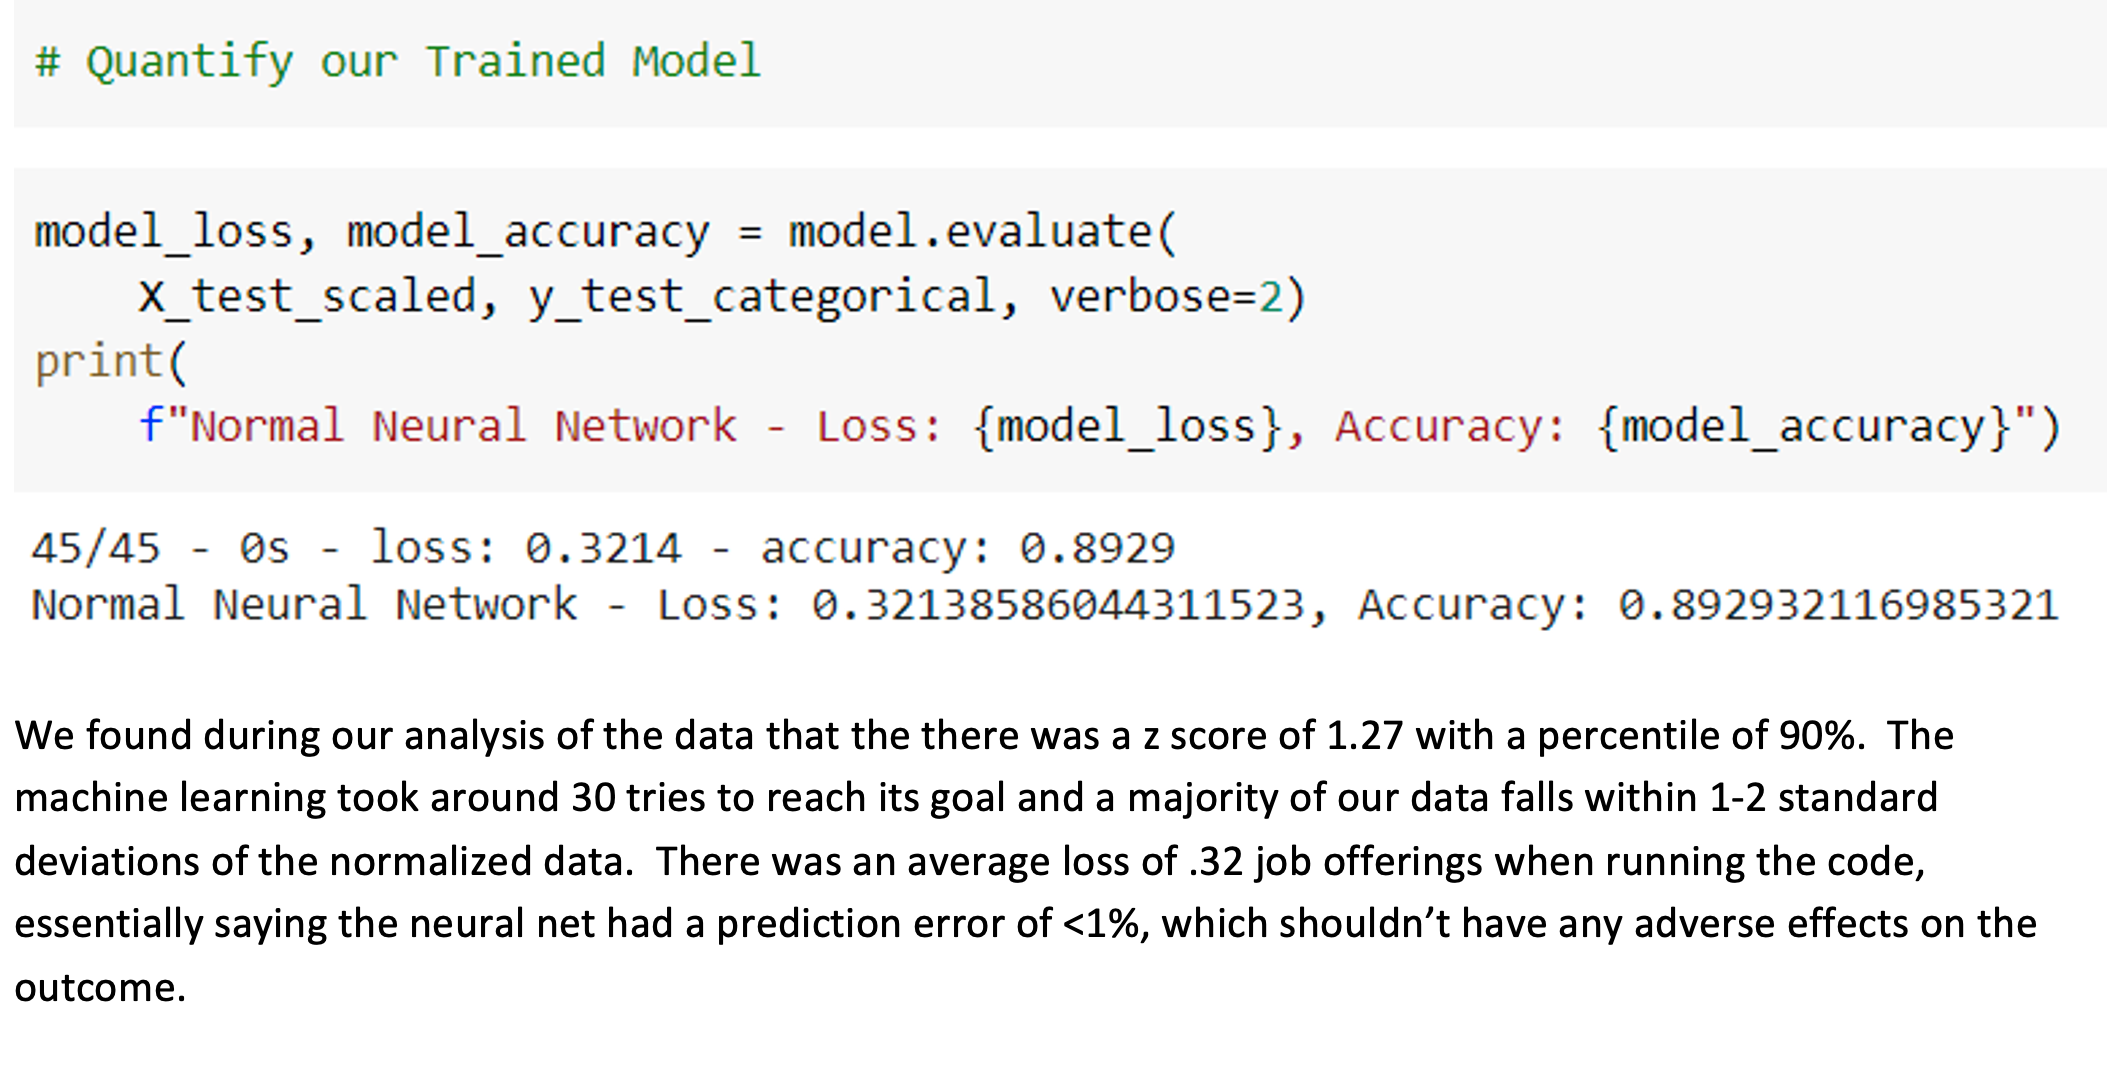 # Quantify our Trained Model
model_loss, model_accuracy = model.evaluate(
    X_test_scaled, y_test_categorical, verbose=2)
print(
    f"Normal Neural Network - Loss: {model_loss}, Accuracy: {model_accuracy}")
45/45 - 0s - loss: 0.3214 - accuracy: 0.8929
Normal Neural Network - Loss: 0.32138586044311523, Accuracy: 0.892932116985321
We found during our analysis of the data that the there was a z score of 1.27 with a percentile of 90%.  The
machine learning took around 30 tries to reach its goal and a majority of our data falls within 1-2 standard
deviations of the normalized data.  There was an average loss of .32 job offerings when running the code,
essentially saying the neural net had a prediction error of <1%, which shouldn’t have any adverse effects on the
outcome.